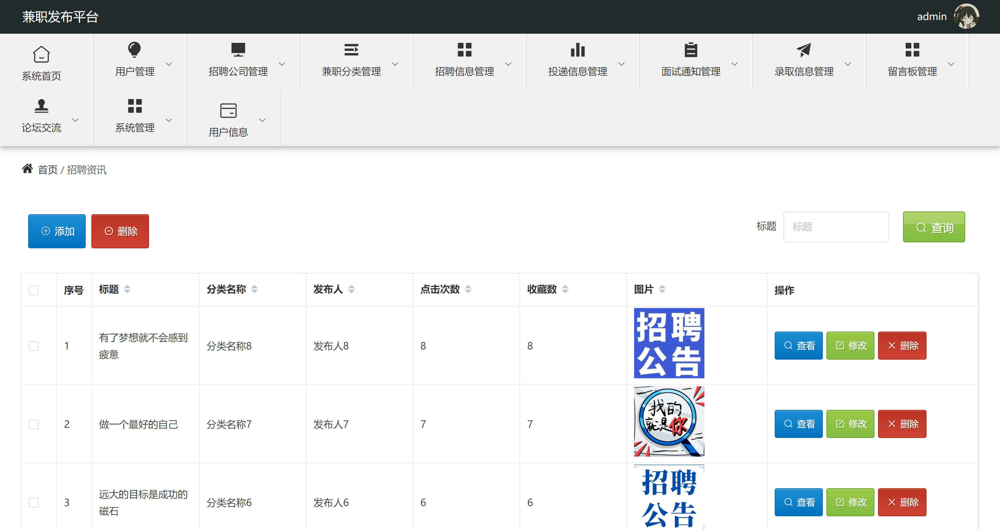 兼职发布平台
admin
系统首页
用户管理
招聘公司管理
兼职分类管理
招聘信息管理
投递信息管理
面试通知管理
录取信息管理
留言板管理
论坛交流
系统管理
用户信息
首页 / 招聘资讯
添加
删除
标题
标题
查询
序号 标题 分类名称 发布人 点击次数 收藏数 图片 操作
1
有了梦想就不会感到
疲惫
分类名称8
发布人8
8
8
招聘
公告
查看
修改
删除
2
做一个最好的自己
分类名称7
发布人7
7
7
找的
就是你
查看
修改
删除
3
远大的目标是成功的
磁石
分类名称6
发布人6
6
6
招聘
公告
查看
修改
删除